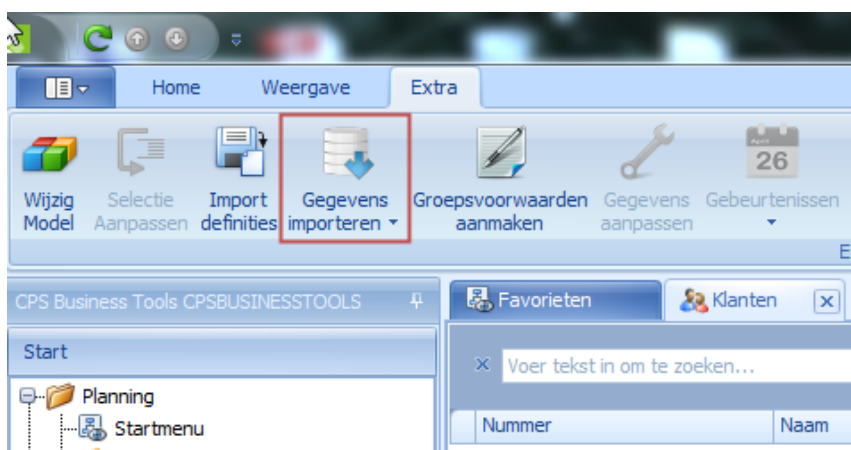 Home Weergave Extra
Wijzig Model
Selectie Aanpassen
Import definities
Gegevens importeren
Groepsvoorwaarden aanmaken
Gegevens aanpassen
April 26
Gebeurtenissen
E
CPS Business Tools CPSBUSINESSTOOLS
Favorieten
Klanten
Start
Voer tekst in om te zoeken...
Planning
Startmenu
Nummer
Naam